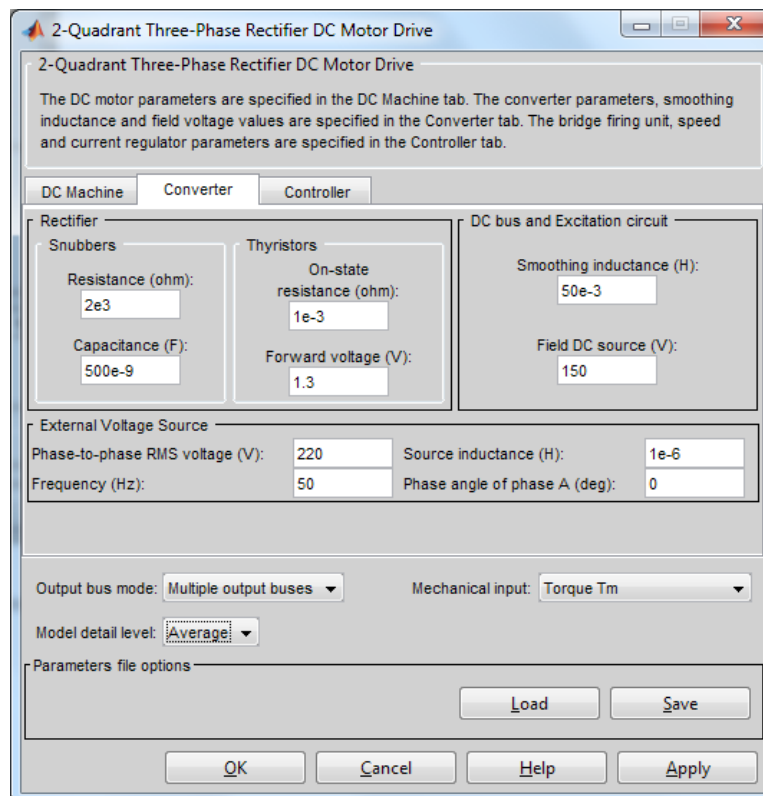 2-Quadrant Three-Phase Rectifier DC Motor Drive
2-Quadrant Three-Phase Rectifier DC Motor Drive
The DC motor parameters are specified in the DC Machine tab. The converter parameters, smoothing
inductance and field voltage values are specified in the Converter tab. The bridge firing unit, speed
and current regulator parameters are specified in the Controller tab.
DC Machine Converter Controller
Rectifier
Snubbers
Resistance (ohm):
2e3
Capacitance (F):
500e-9
Thyristors
On-state
resistance (ohm):
1e-3
Forward voltage (V):
1.3
DC bus and Excitation circuit
Smoothing inductance (H):
50e-3
Field DC source (V):
150
External Voltage Source
Phase-to-phase RMS voltage (V): 220 Source inductance (H): 1e-6
Frequency (Hz): 50 Phase angle of phase A (deg): 0
Output bus mode: Multiple output buses Mechanical input: Torque Tm
Model detail level: Average
Parameters file options
Load Save
OK Cancel Help Apply